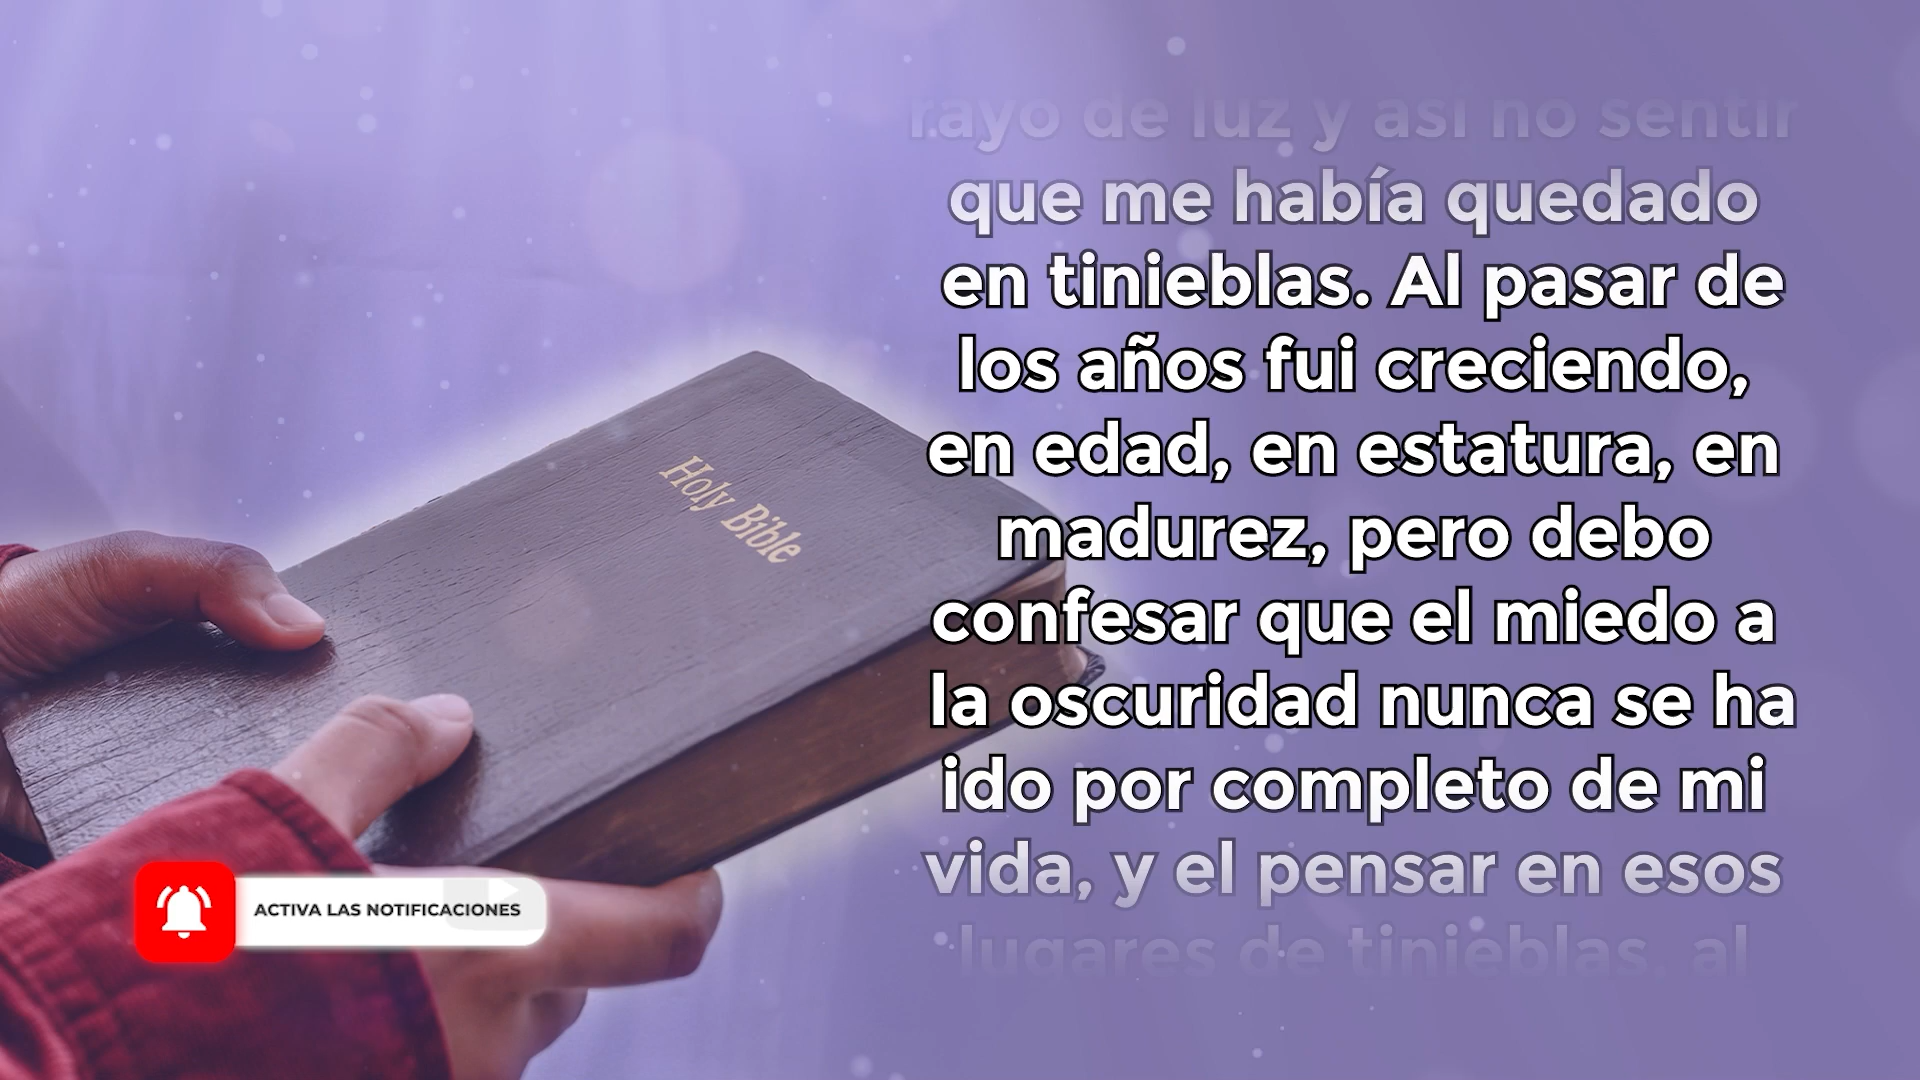 rayo de luz y así no sentir
que me había quedado
en tinieblas. Al pasar de
los años fui creciendo,
en edad, en estatura, en
madurez, pero debo
confesar que el miedo a
la oscuridad nunca se ha
ido por completo de mi
vida, y el pensar en esos
lugares de tinieblas, al
Holy Bible
ACTIVA LAS NOTIFICACIONES